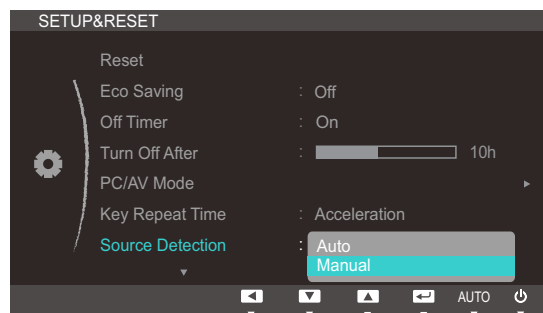 SETUP&RESET
Reset
Eco Saving : Off
Off Timer : On
Turn Off After : 10h
PC/AV Mode
Key Repeat Time : Acceleration
Source Detection : Auto
Manual
AUTO